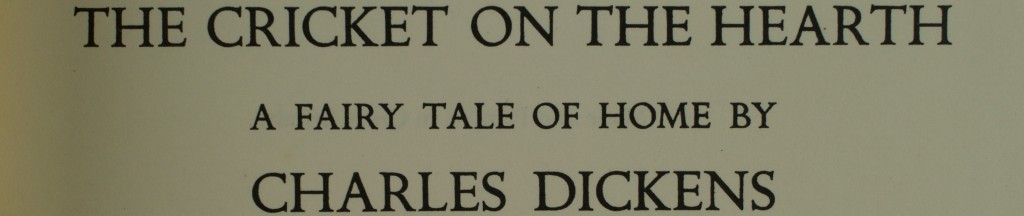 THE CRICKET ON THE HEARTH
A FAIRY TALE OF HOME BY
CHARLES DICKENS